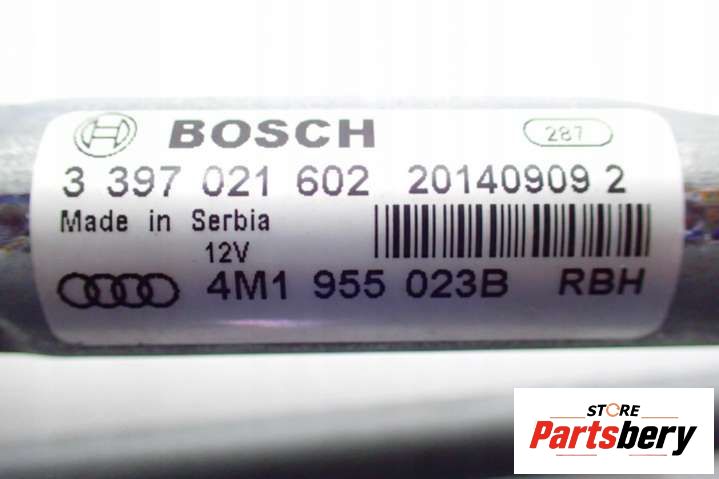 BOSCH 287
3 397 021 602 20140909 2
Made in Serbia
12V
4M1 955 023B RBH
STORE
Partsbery